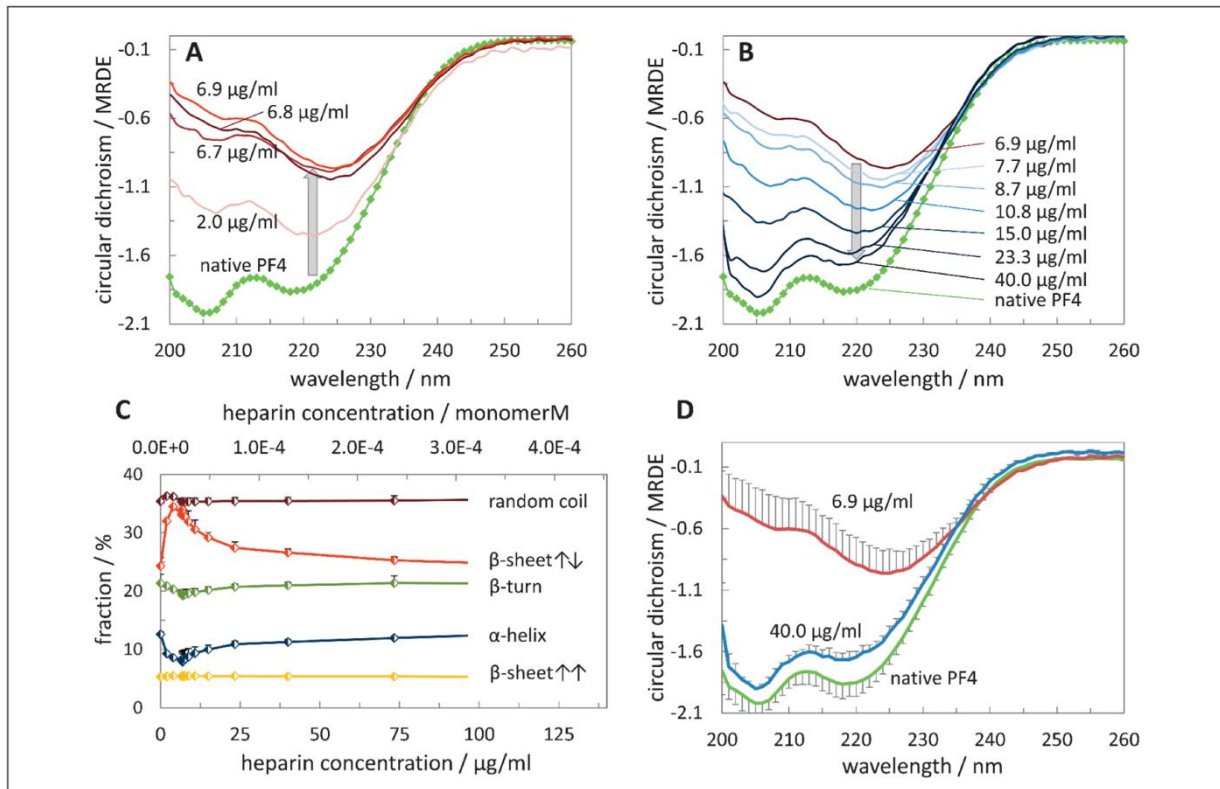 A
-0.1
-0.6
-1.1
-1.6
-2.1
circular dichroism / MRDE
6.9 µg/ml
6.8 µg/ml
6.7 µg/ml
2.0 µg/ml
native PF4
200 210 220 230 240 250 260
wavelength / nm
B
-0.1
-0.6
-1.1
-1.6
-2.1
circular dichroism / MRDE
6.9 µg/ml
7.7 µg/ml
8.7 µg/ml
10.8 µg/ml
15.0 µg/ml
23.3 µg/ml
40.0 µg/ml
native PF4
200 210 220 230 240 250 260
wavelength / nm
C
heparin concentration / monomerM
0.0E+0 1.0E-4 2.0E-4 3.0E-4 4.0E-4
40
30
20
10
0
fraction / %
random coil
β-sheet↑↓
β-turn
α-helix
β-sheet↑↑
0 25 50 75 100 125
heparin concentration / µg/ml
D
-0.1
-0.6
-1.1
-1.6
-2.1
circular dichroism / MRDE
6.9 µg/ml
40.0 µg/ml
native PF4
200 210 220 230 240 250 260
wavelength / nm